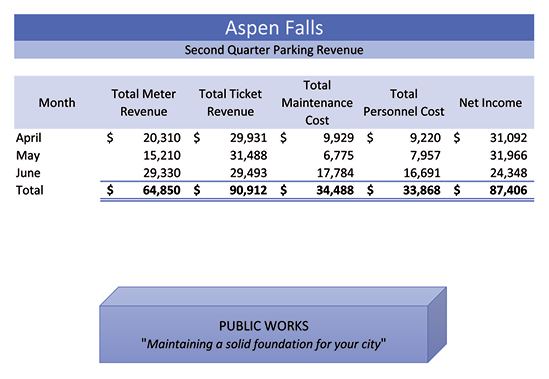 Aspen Falls
Second Quarter Parking Revenue
Month Total Meter Revenue Total Ticket Revenue Total Maintenance Cost Total Personnel Cost Net Income
April $ 20,310 $ 29,931 $ 9,929 $ 9,220 $ 31,092
May 15,210 31,488 6,775 7,957 31,966
June 29,330 29,493 17,784 16,691 24,348
Total $ 64,850 $ 90,912 $ 34,488 $ 33,868 $ 87,406
PUBLIC WORKS
"Maintaining a solid foundation for your city"